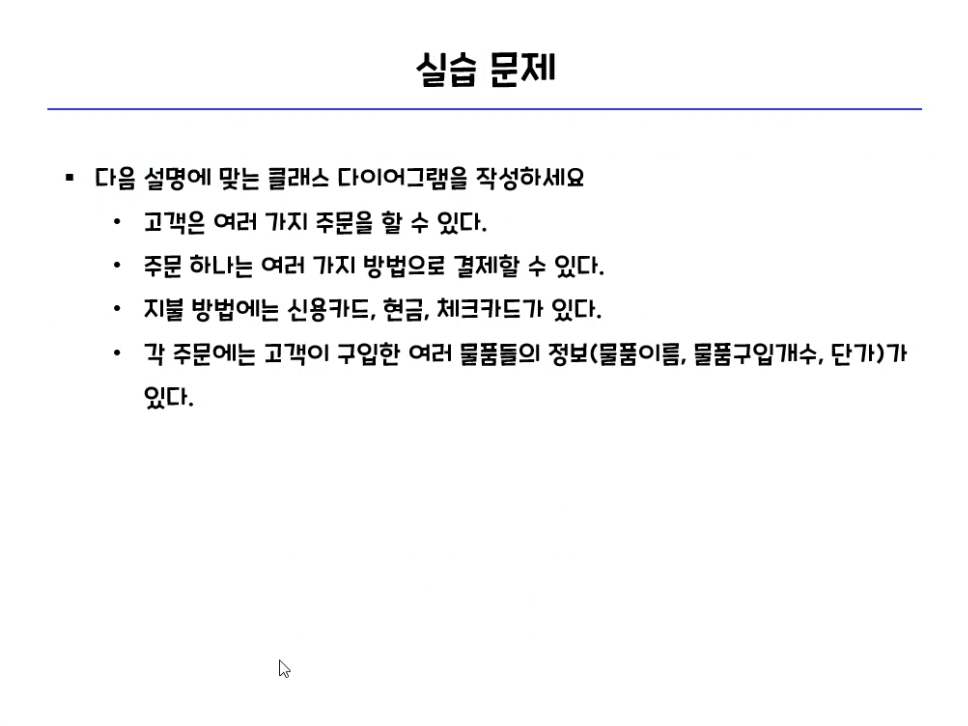 실습 문제
▪ 다음 설명에 맞는 클래스 다이어그램을 작성하세요
• 고객은 여러 가지 주문을 할 수 있다.
• 주문 하나는 여러 가지 방법으로 결제할 수 있다.
• 지불 방법에는 신용카드, 현금, 체크카드가 있다.
• 각 주문에는 고객이 구입한 여러 물품들의 정보(물품이름, 물품구입개수, 단가)가
있다.